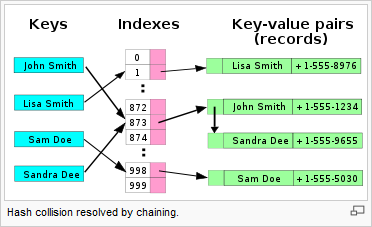 Keys
Indexes
Key-value pairs
(records)
John Smith
Lisa Smith
Sam Doe
Sandra Dee
0
1
:
872
873
874
:
998
999
Lisa Smith +1-555-8976
John Smith +1-555-1234
Sandra Dee +1-555-9655
Sam Doe +1-555-5030
Hash collision resolved by chaining.